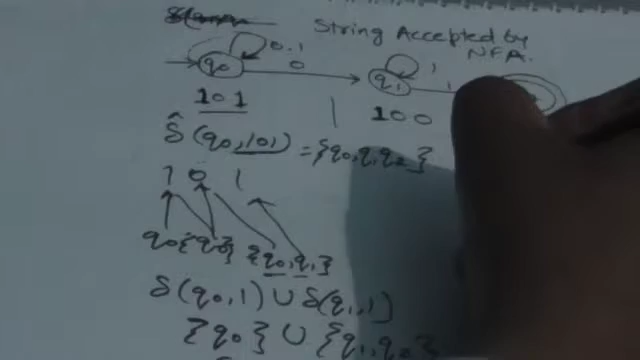 String Accepted by
NFA.
q0 0,1 0 q1 1 1
101 | 100
δ̂(q0,101) = {q0,q1,q2}
1 0 1
q0 {q0} {q0,q1}
δ(q0,1) ∪ δ(q1,1)
{q0} ∪ {q1,q2}